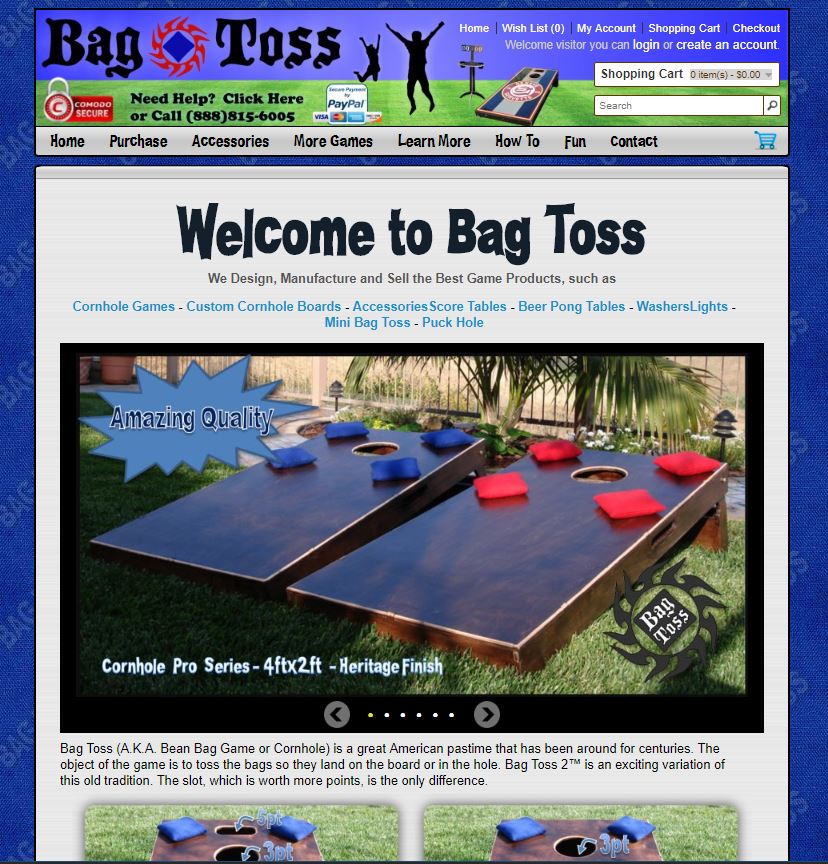 Bag Toss
Home Wish List (0) My Account Shopping Cart Checkout
Welcome visitor you can login or create an account.
Shopping Cart 0 item(s) - $0.00
Search
COMODO
SECURE
Need Help? Click Here
or Call (888)815-6005
Secure Payment by
PayPal
VISA
Home Purchase Accessories More Games Learn More How To Fun Contact
Welcome to Bag Toss
We Design, Manufacture and Sell the Best Game Products, such as
Cornhole Games - Custom Cornhole Boards - AccessoriesScore Tables - Beer Pong Tables - WashersLights -
Mini Bag Toss - Puck Hole
Amazing Quality
Bag
Toss
Cornhole Pro Series - 4ftx2ft - Heritage Finish
Bag Toss (A.K.A. Bean Bag Game or Cornhole) is a great American pastime that has been around for centuries. The
object of the game is to toss the bags so they land on the board or in the hole. Bag Toss 2™ is an exciting variation of
this old tradition. The slot, which is worth more points, is the only difference.
5pt
3pt
3pt